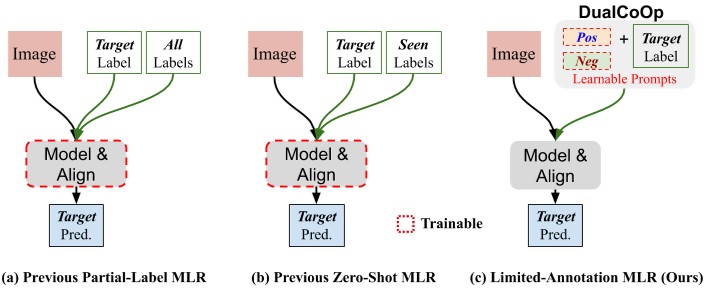 DualCoOp
Image
Target
Label
All
Labels
Model &
Align
Target
Pred.
(a) Previous Partial-Label MLR
Image
Target
Label
Seen
Labels
Model &
Align
Target
Pred.
(b) Previous Zero-Shot MLR
Trainable
Image
Pos
Neg
+
Target
Label
Learnable Prompts
Model &
Align
Target
Pred.
(c) Limited-Annotation MLR (Ours)